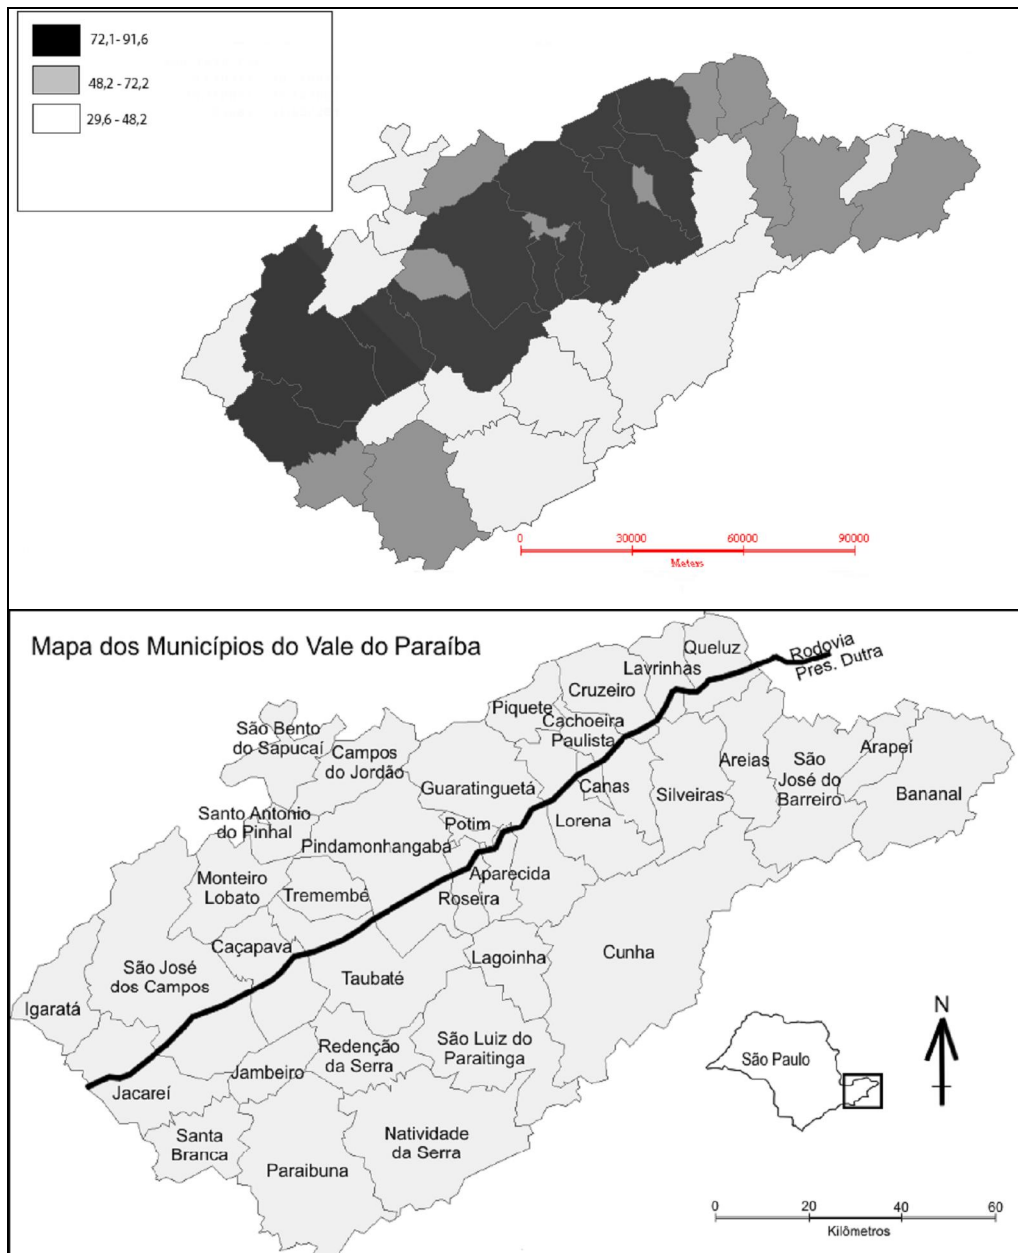 72,1- 91,6
48,2 - 72,2
29,6 - 48,2
0
30000
60000
90000
Meters
Mapa dos Municípios do Vale do Paraíba
Queluz
Rodovia
Pres. Dutra
Lavrinhas
Cruzeiro
Piquete
Cachoeira
Paulista
São Bento
do Sapucaí
Campos
do Jordão
Areias
São
José do
Barreiro
Arapeí
Bananal
Guaratinguetá
Canas
Silveiras
Santo Antonio
do Pinhal
Potim
Lorena
Pindamonhangaba
Aparecida
Monteiro
Lobato
Tremembé
Roseira
Caçapava
Lagoinha
Cunha
São José
dos Campos
Taubaté
Igaratá
Redenção
da Serra
São Luiz do
Paraitinga
Jambeiro
Jacareí
Santa
Branca
Paraibuna
Natividade
da Serra
São Paulo
N
0
20
40
60
Kilômetros